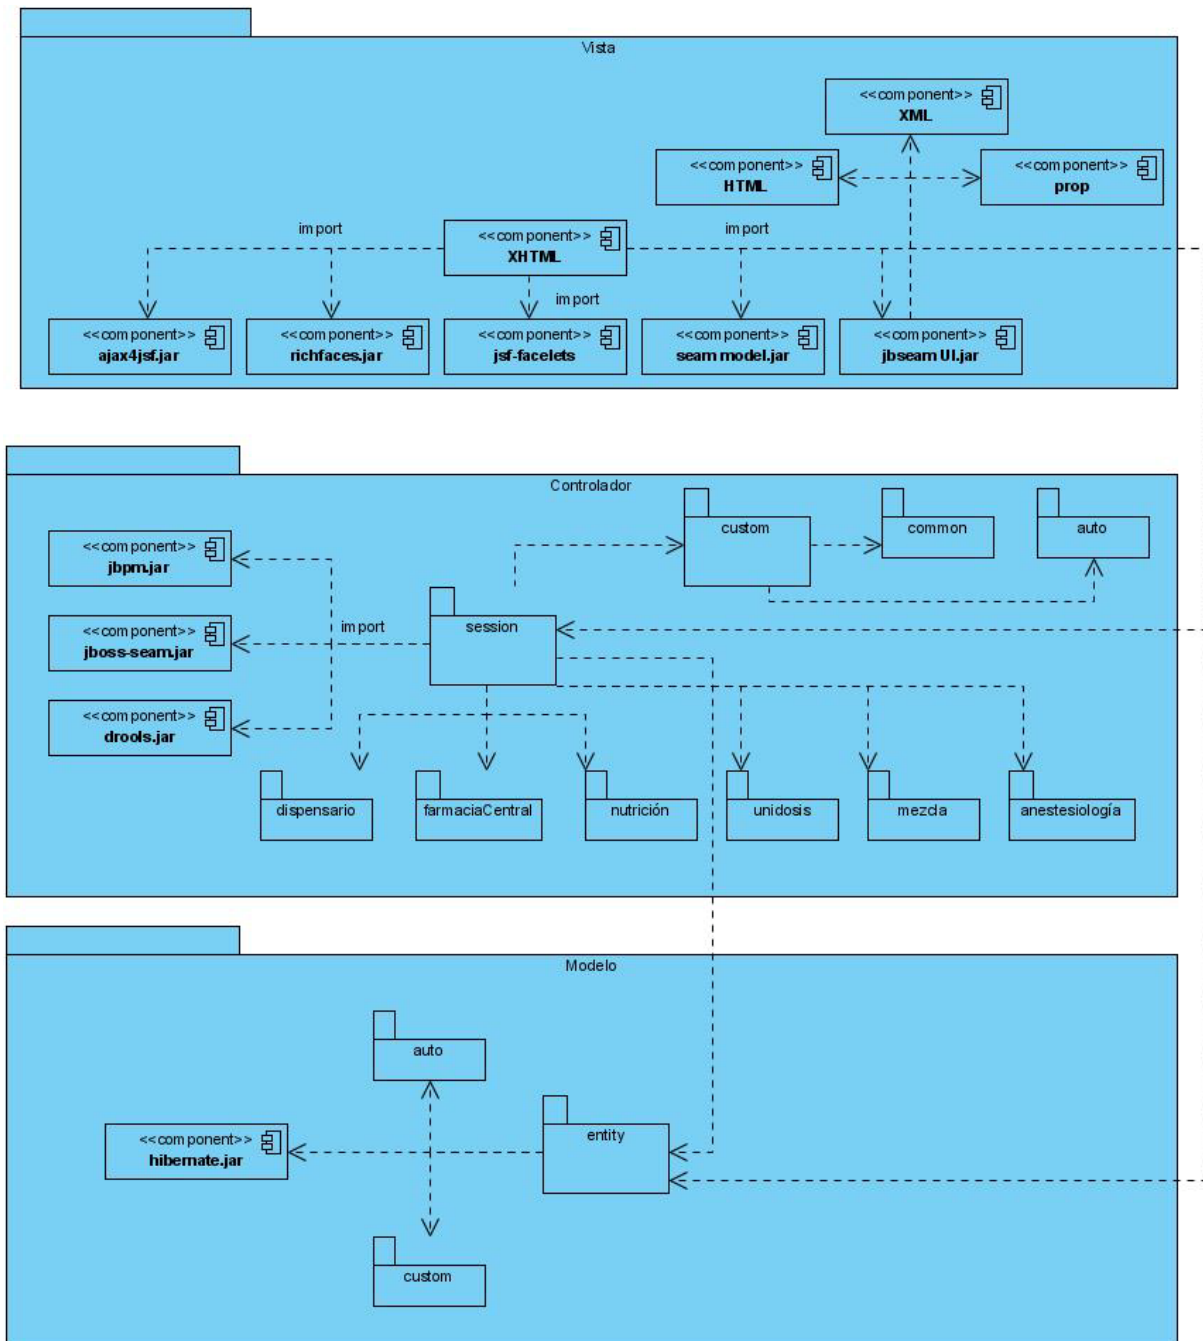 Vista
<<component>>
XML
<<component>>
HTML
<<component>>
prop
import
<<component>>
XHTML
import
import
<<component>>
ajax4jsf.jar
<<component>>
richfaces.jar
<<component>>
jsf-facelets
<<component>>
seam model.jar
<<component>>
jbseam UI.jar
Controlador
custom
common
auto
<<component>>
jbpm.jar
<<component>>
jboss-seam.jar
import
session
<<component>>
drools.jar
dispensario
farmaciaCentral
nutrición
unidosis
mezcla
anestesiología
Modelo
auto
<<component>>
hibernate.jar
entity
custom